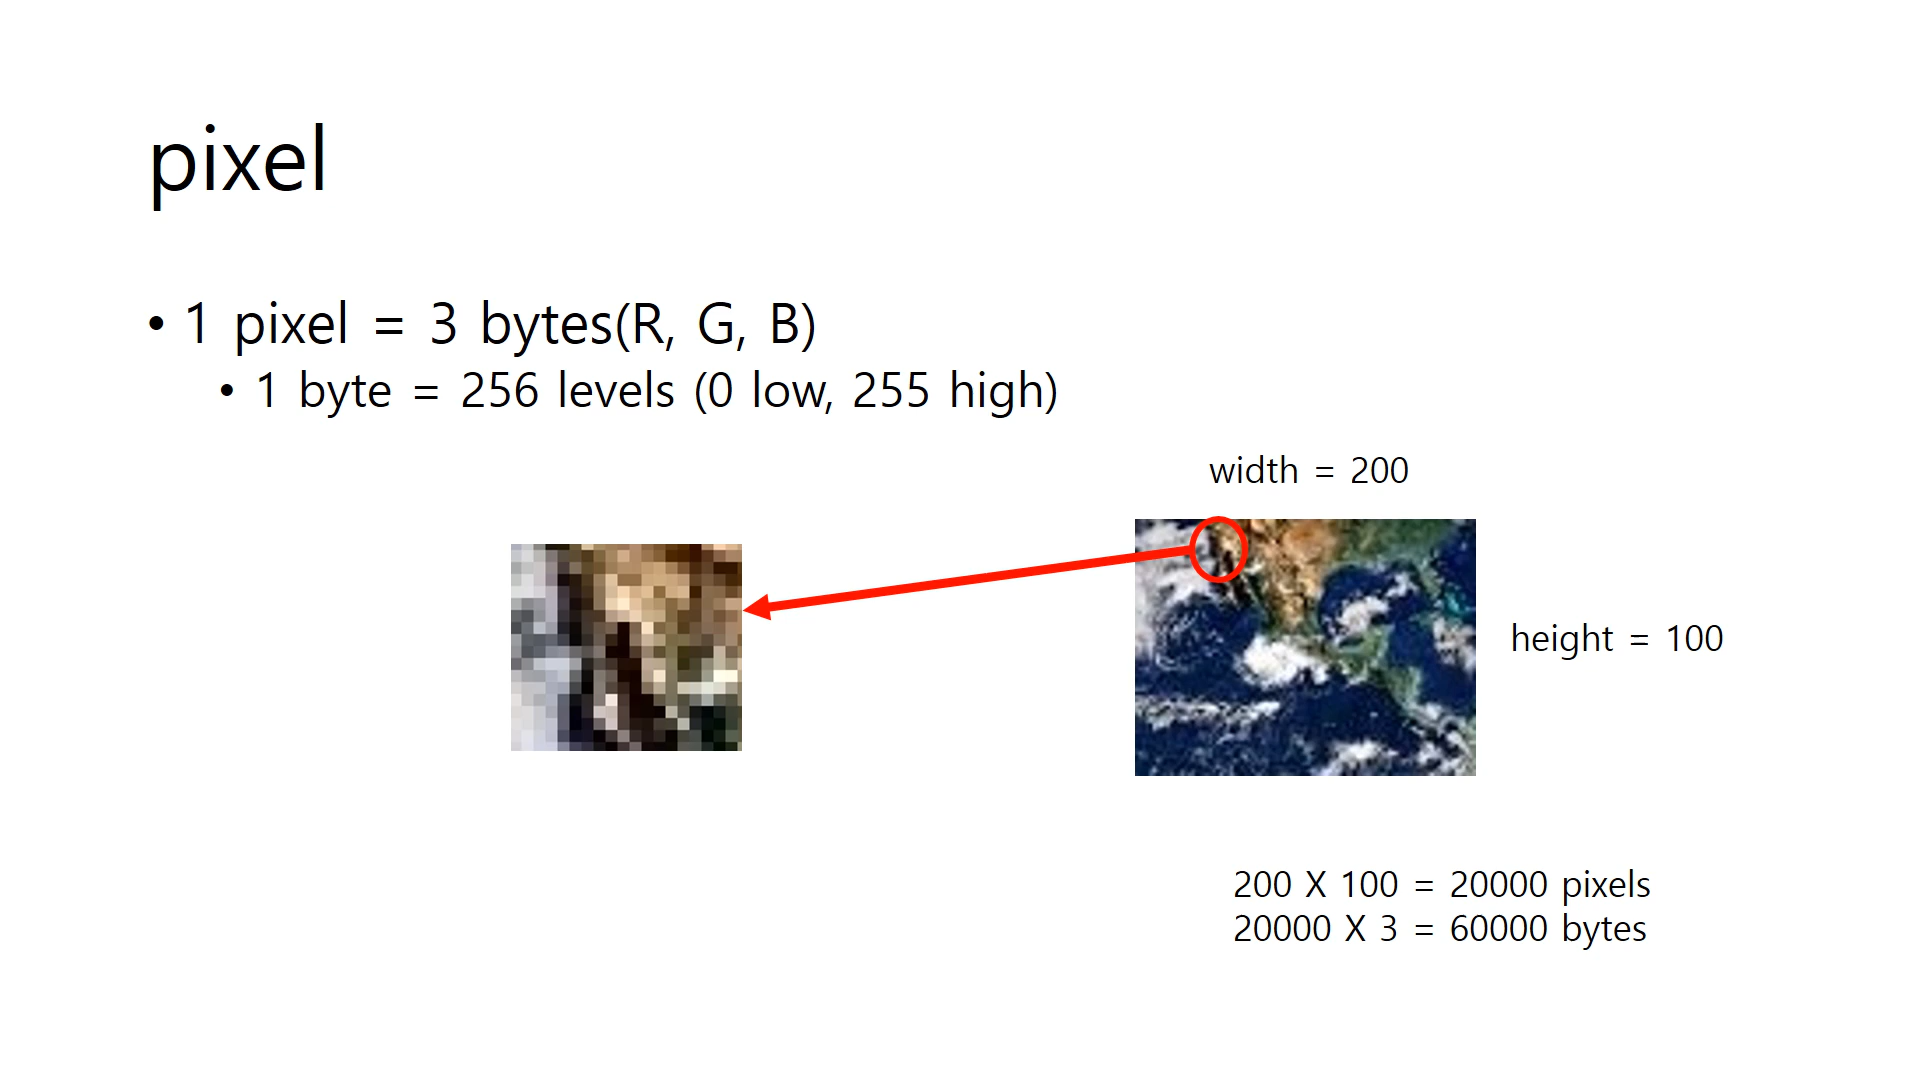 pixel
• 1 pixel = 3 bytes(R, G, B)
• 1 byte = 256 levels (0 low, 255 high)
width = 200
height = 100
200 X 100 = 20000 pixels
20000 X 3 = 60000 bytes